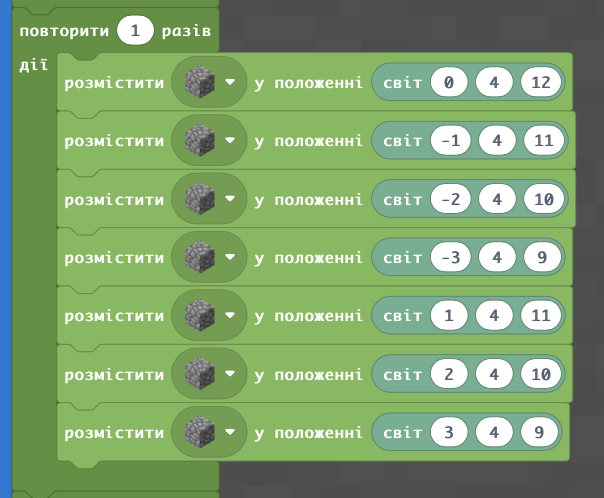 повторити 1 разів
дії
розмістити у положенні світ 0 4 12
розмістити у положенні світ -1 4 11
розмістити у положенні світ -2 4 10
розмістити у положенні світ -3 4 9
розмістити у положенні світ 1 4 11
розмістити у положенні світ 2 4 10
розмістити у положенні світ 3 4 9